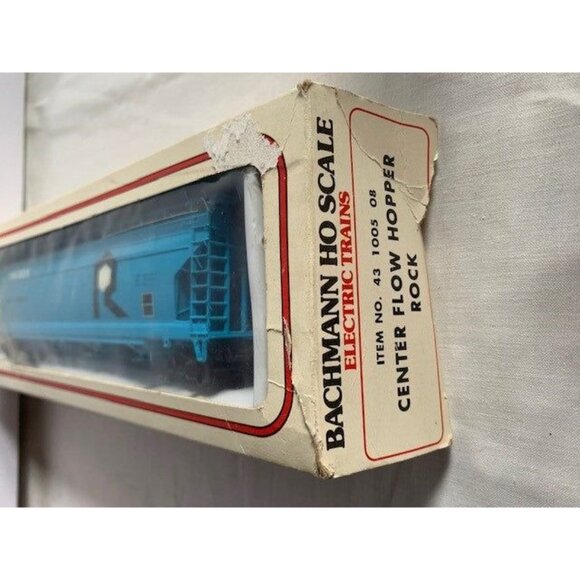 BACHMANN HO SCALE
ELECTRIC TRAINS
ITEM NO. 43 1005 08
CENTER FLOW HOPPER
ROCK
R